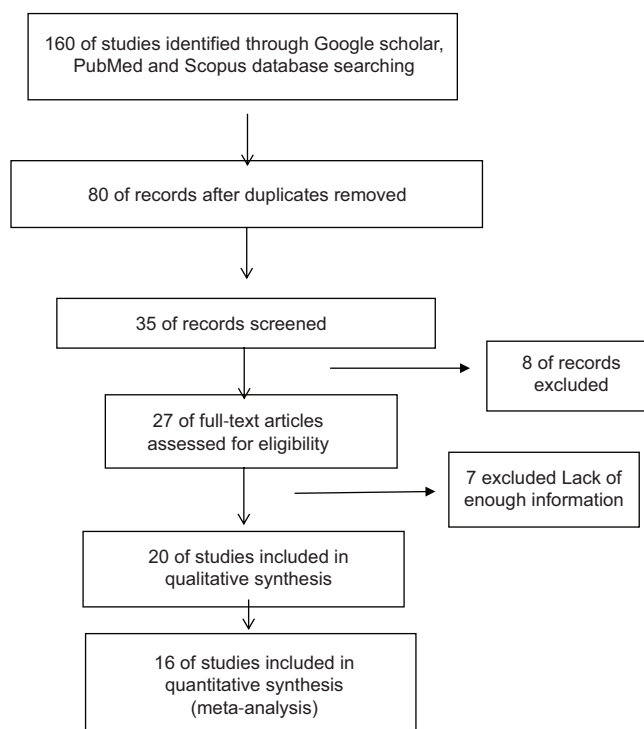 160 of studies identified through Google scholar,
PubMed and Scopus database searching
80 of records after duplicates removed
35 of records screened
8 of records
excluded
27 of full-text articles
assessed for eligibility
7 excluded Lack of
enough information
20 of studies included in
qualitative synthesis
16 of studies included in
quantitative synthesis
(meta-analysis)